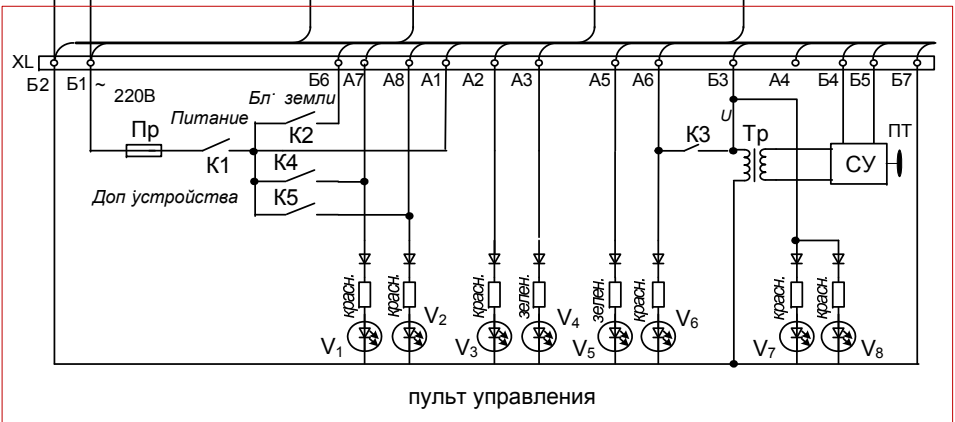 XL
Б2 Б1 ~ Б6 А7 А8 А1 А2 А3 А5 А6 Б3 А4 Б4 Б5 Б7
220В
Бл. земли
Питание
U
Пр К1 К2 К3 Тр СУ ПТ
К4
Доп устройства
К5
красн. красн. красн. зелен. зелен. красн. красн. красн.
V1 V2 V3 V4 V5 V6 V7 V8
пульт управления